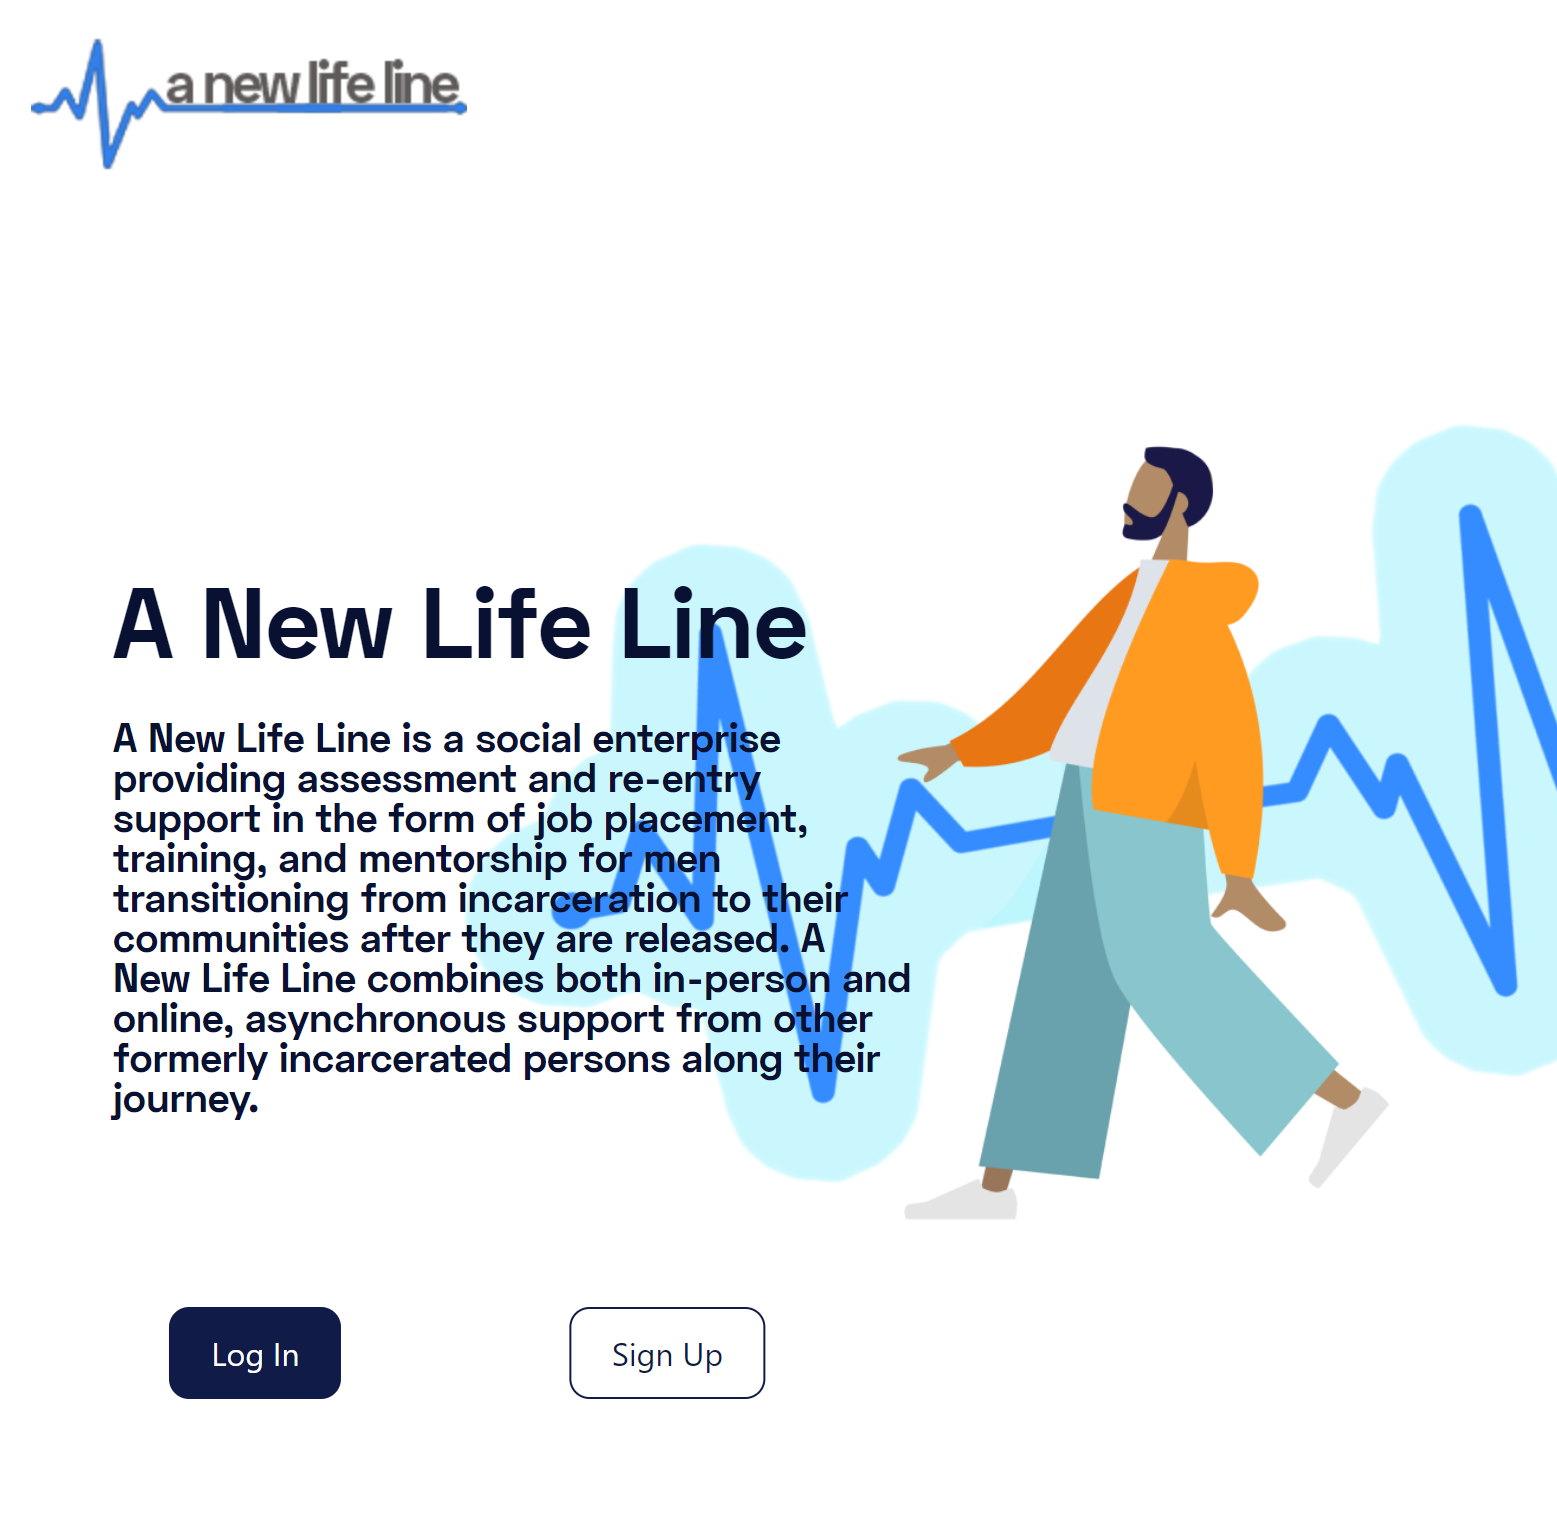 a new life line
A New Life Line
A New Life Line is a social enterprise
providing assessment and re-entry
support in the form of job placement,
training, and mentorship for men
transitioning from incarceration to their
communities after they are released. A
New Life Line combines both in-person and
online, asynchronous support from other
formerly incarcerated persons along their
journey.
Log In
Sign Up